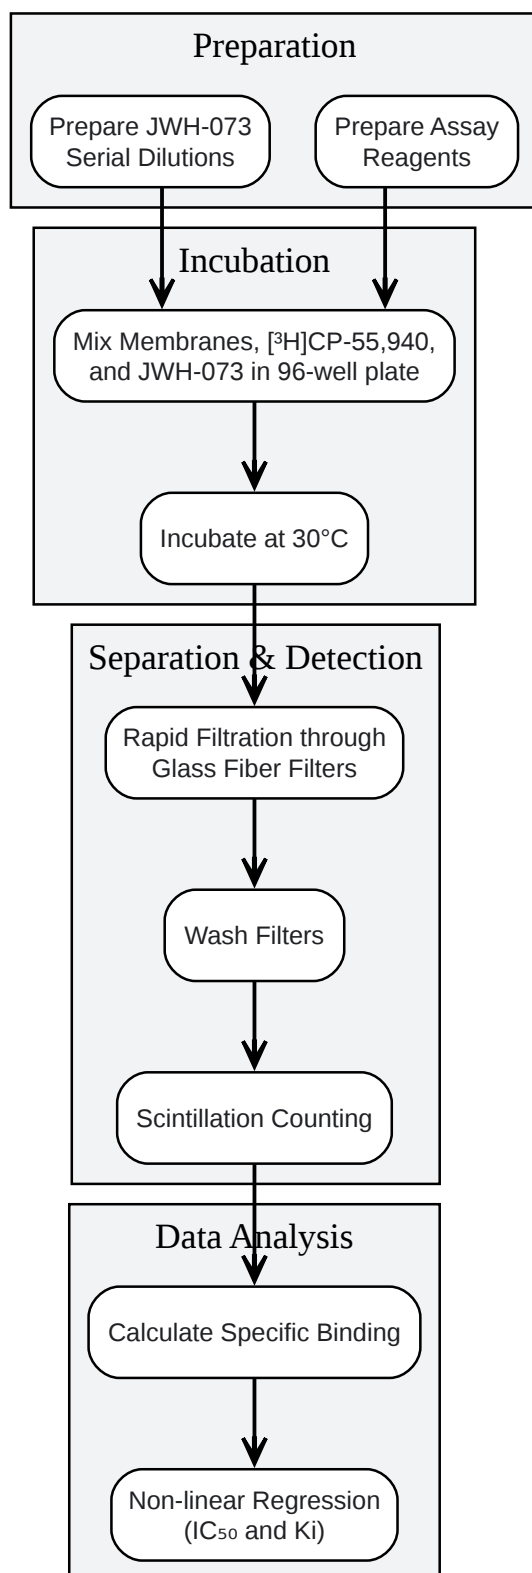 Preparation
Prepare JWH-073
Serial Dilutions
Prepare Assay
Reagents
Incubation
Mix Membranes, [³H]CP-55,940,
and JWH-073 in 96-well plate
Incubate at 30°C
Separation & Detection
Rapid Filtration through
Glass Fiber Filters
Wash Filters
Scintillation Counting
Data Analysis
Calculate Specific Binding
Non-linear Regression
(IC₅₀ and Ki)